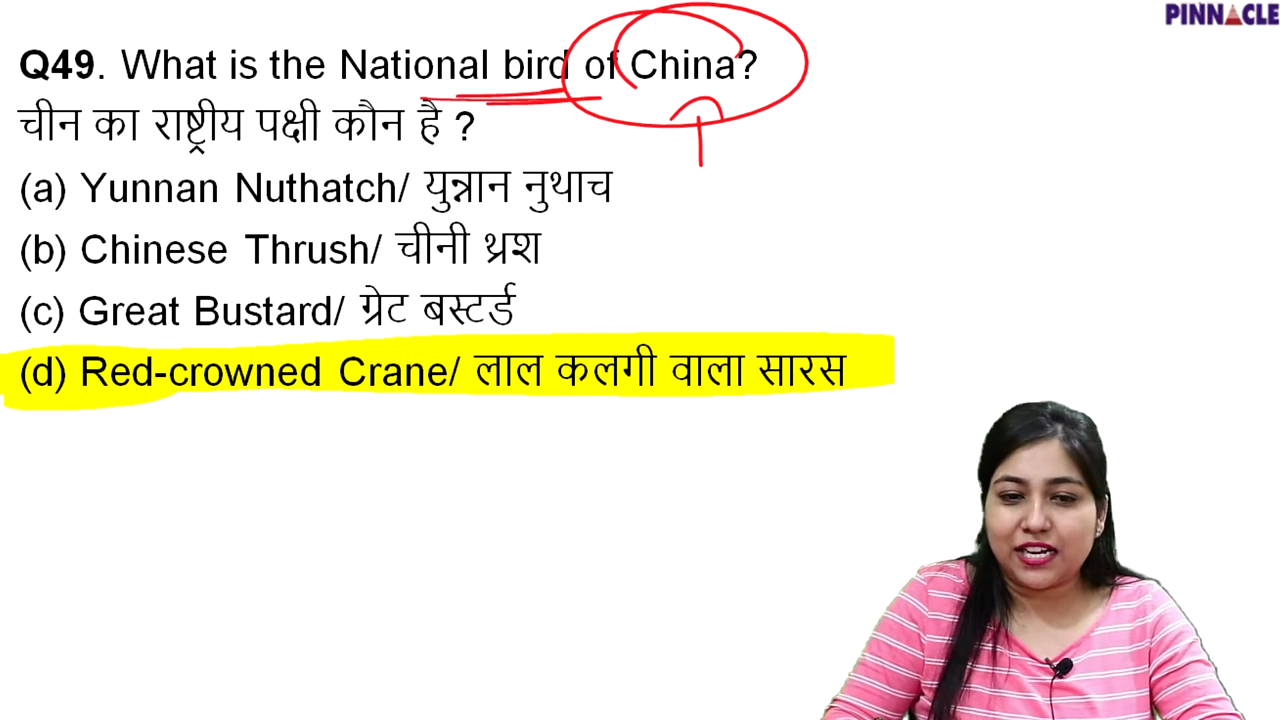 PINNACLE
Q49. What is the National bird of China?
चीन का राष्ट्रीय पक्षी कौन है ?
(a) Yunnan Nuthatch/ युन्नान नुथाच
(b) Chinese Thrush/ चीनी थ्रश
(c) Great Bustard/ ग्रेट बस्टर्ड
(d) Red-crowned Crane/ लाल कलगी वाला सारस